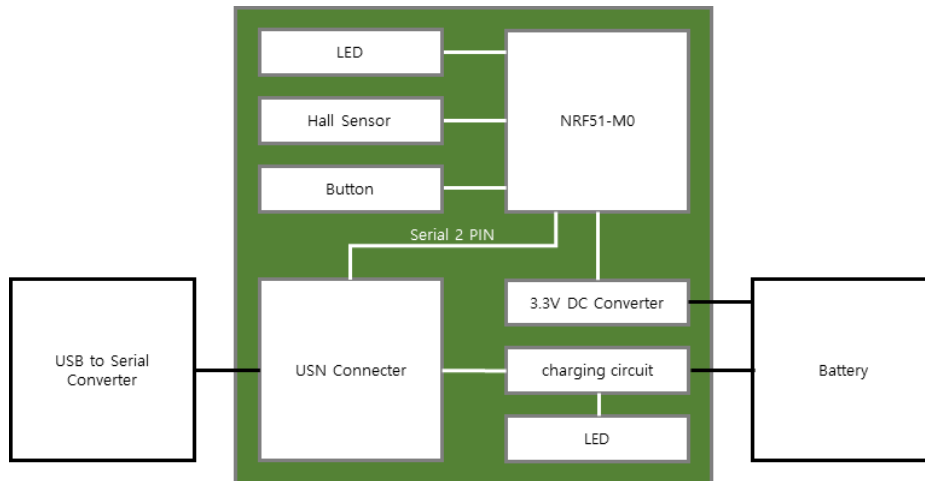 LED
NRF51-M0
Hall Sensor
Button
Serial 2 PIN
USB to Serial
Converter
USN Connecter
3.3V DC Converter
charging circuit
LED
Battery